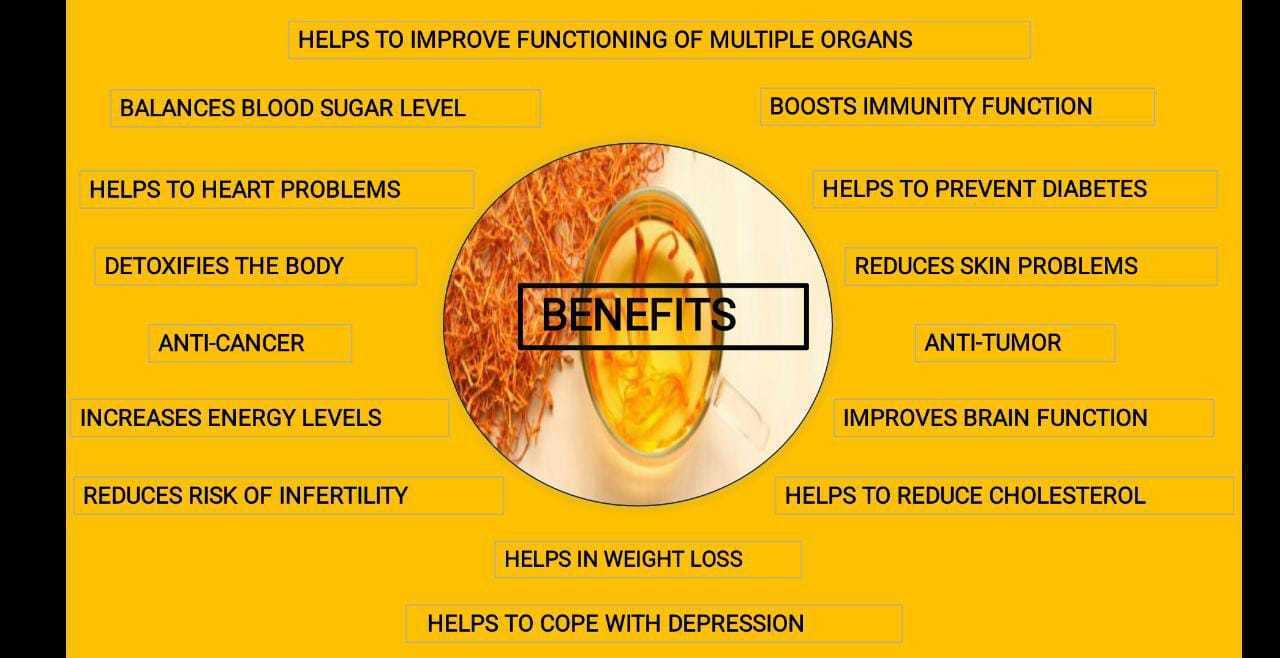 HELPS TO IMPROVE FUNCTIONING OF MULTIPLE ORGANS
BALANCES BLOOD SUGAR LEVEL
BOOSTS IMMUNITY FUNCTION
HELPS TO HEART PROBLEMS
HELPS TO PREVENT DIABETES
DETOXIFIES THE BODY
REDUCES SKIN PROBLEMS
BENEFITS
ANTI-CANCER
ANTI-TUMOR
INCREASES ENERGY LEVELS
IMPROVES BRAIN FUNCTION
REDUCES RISK OF INFERTILITY
HELPS TO REDUCE CHOLESTEROL
HELPS IN WEIGHT LOSS
HELPS TO COPE WITH DEPRESSION